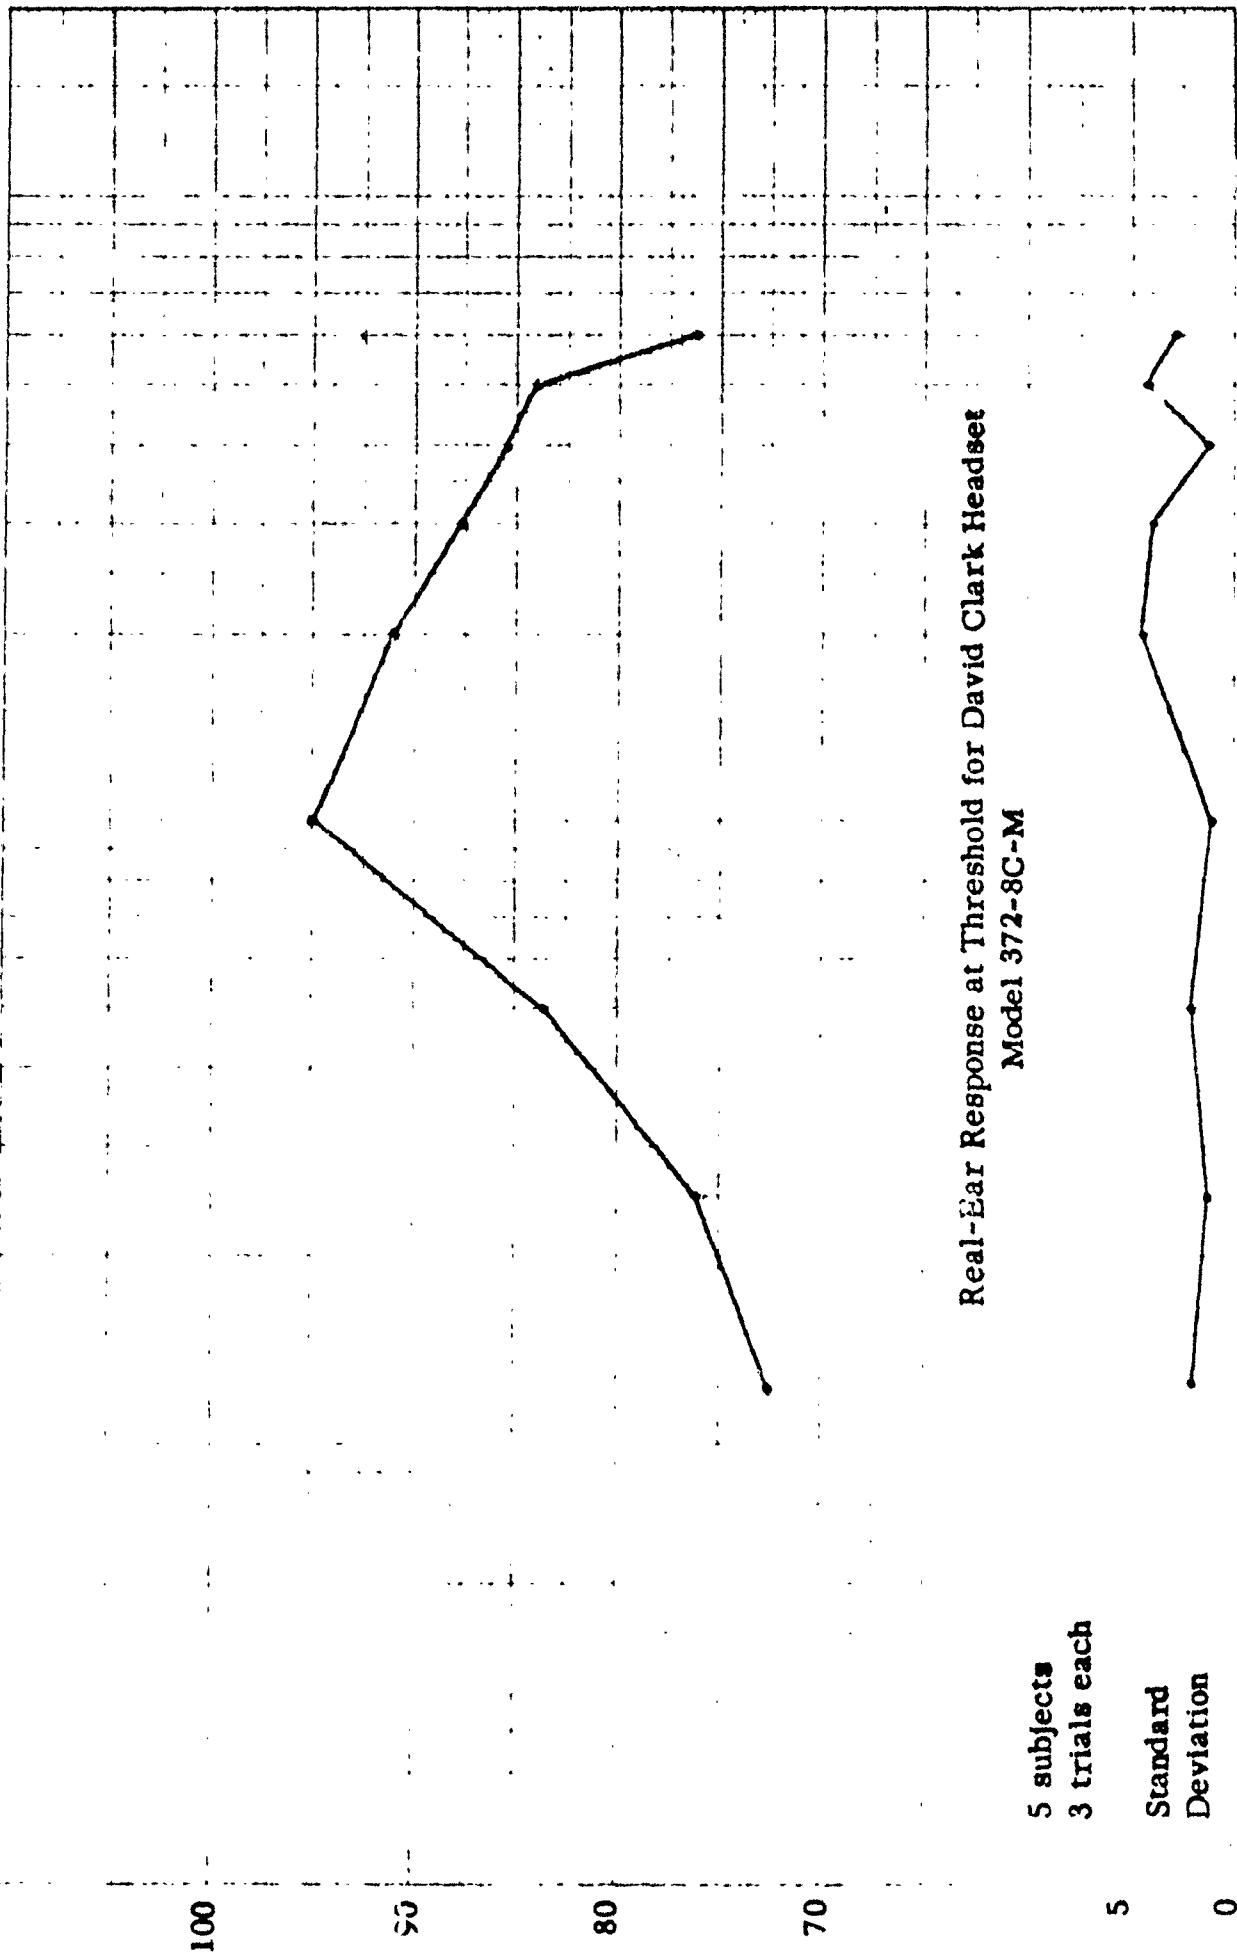 100
90
80
70
Real-Ear Response at Threshold for David Clark Headset
Model 372-8C-M
5 subjects
3 trials each
Standard
Deviation
5
0